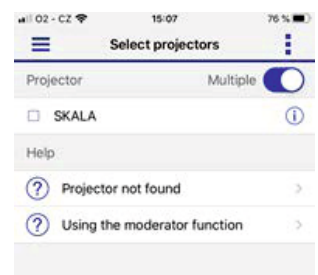 O2 - CZ 15:07 76 %
Select projectors
Projector Multiple
SKALA
Help
Projector not found
Using the moderator function